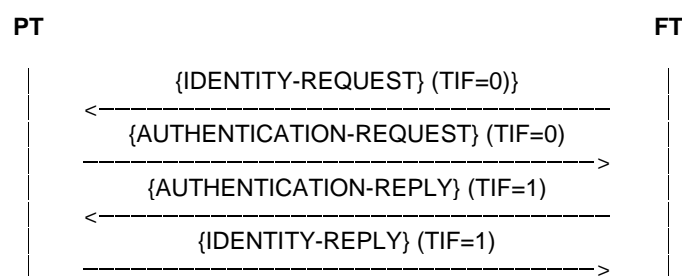 PT FT
{IDENTITY-REQUEST} (TIF=0)}
{AUTHENTICATION-REQUEST} (TIF=0)
{AUTHENTICATION-REPLY} (TIF=1)
{IDENTITY-REPLY} (TIF=1)